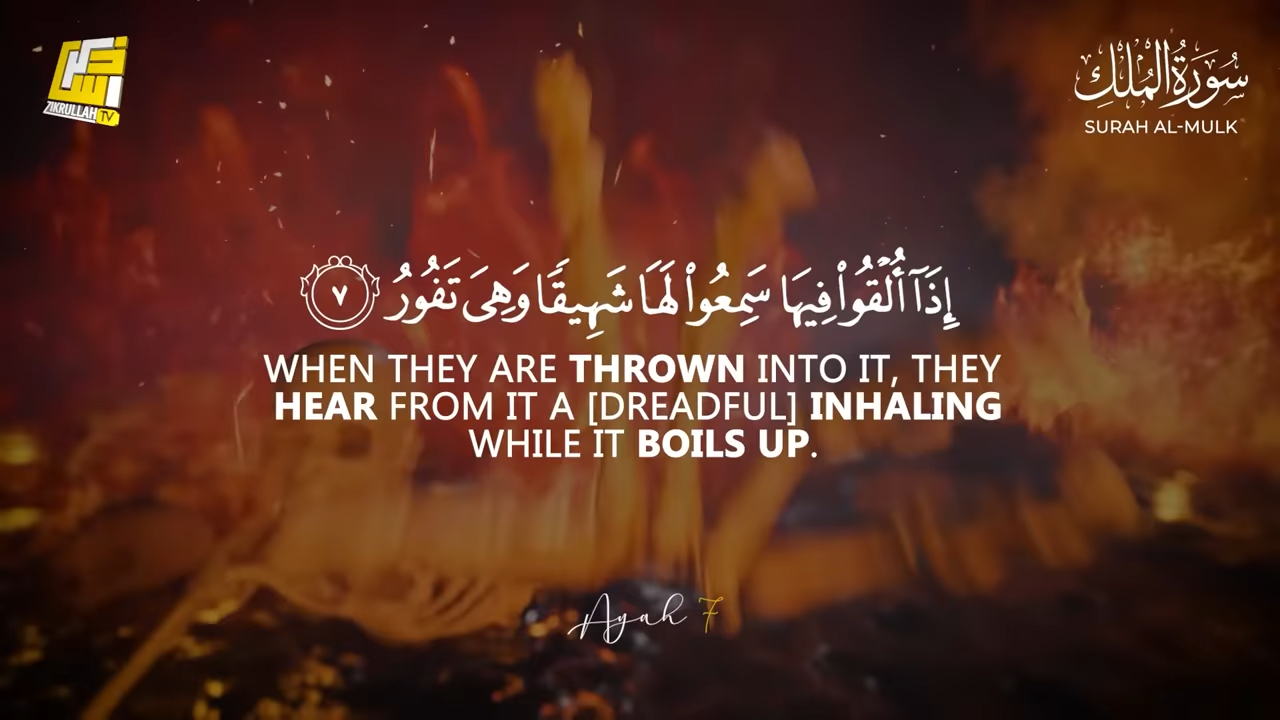 ذكر
الله
ZIKRULLAH TV
سُورَةُ المُلْكِ
SURAH AL-MULK
إِذَآ أُلْقُوا۟ فِيهَا سَمِعُوا۟ لَهَا شَهِيقًا وَهِىَ تَفُورُ ٧
WHEN THEY ARE THROWN INTO IT, THEY
HEAR FROM IT A [DREADFUL] INHALING
WHILE IT BOILS UP.
Ayah 7